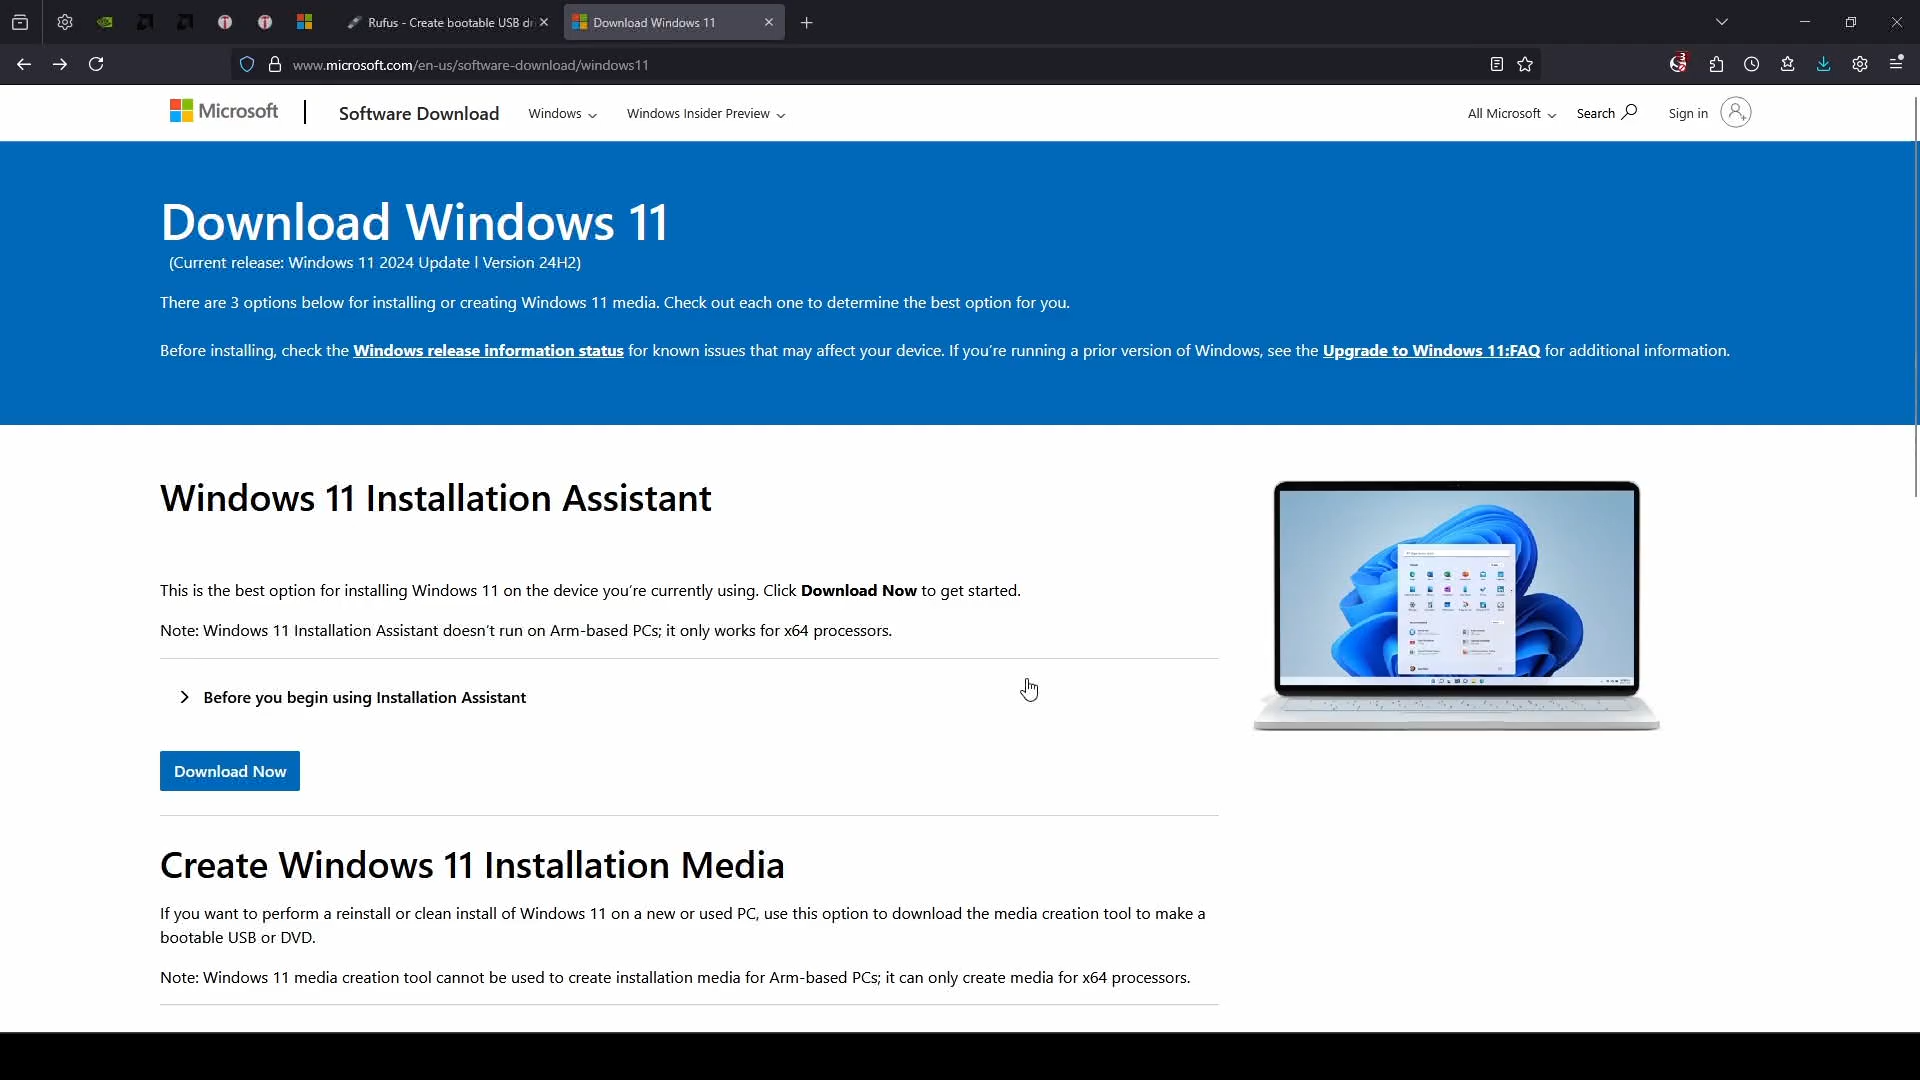 Rufus - Create bootable USB dr
Download Windows 11
www.microsoft.com/en-us/software-download/windows11
3
Microsoft
Software Download
Windows
Windows Insider Preview
All Microsoft
Search
Sign in
Download Windows 11
(Current release: Windows 11 2024 Update l Version 24H2)
There are 3 options below for installing or creating Windows 11 media. Check out each one to determine the best option for you.
Before installing, check the Windows release information status for known issues that may affect your device. If you’re running a prior version of Windows, see the Upgrade to Windows 11:FAQ for additional information.
Windows 11 Installation Assistant
This is the best option for installing Windows 11 on the device you’re currently using. Click Download Now to get started.
Note: Windows 11 Installation Assistant doesn’t run on Arm-based PCs; it only works for x64 processors.
Before you begin using Installation Assistant
Download Now
Create Windows 11 Installation Media
If you want to perform a reinstall or clean install of Windows 11 on a new or used PC, use this option to download the media creation tool to make a
bootable USB or DVD.
Note: Windows 11 media creation tool cannot be used to create installation media for Arm-based PCs; it can only create media for x64 processors.